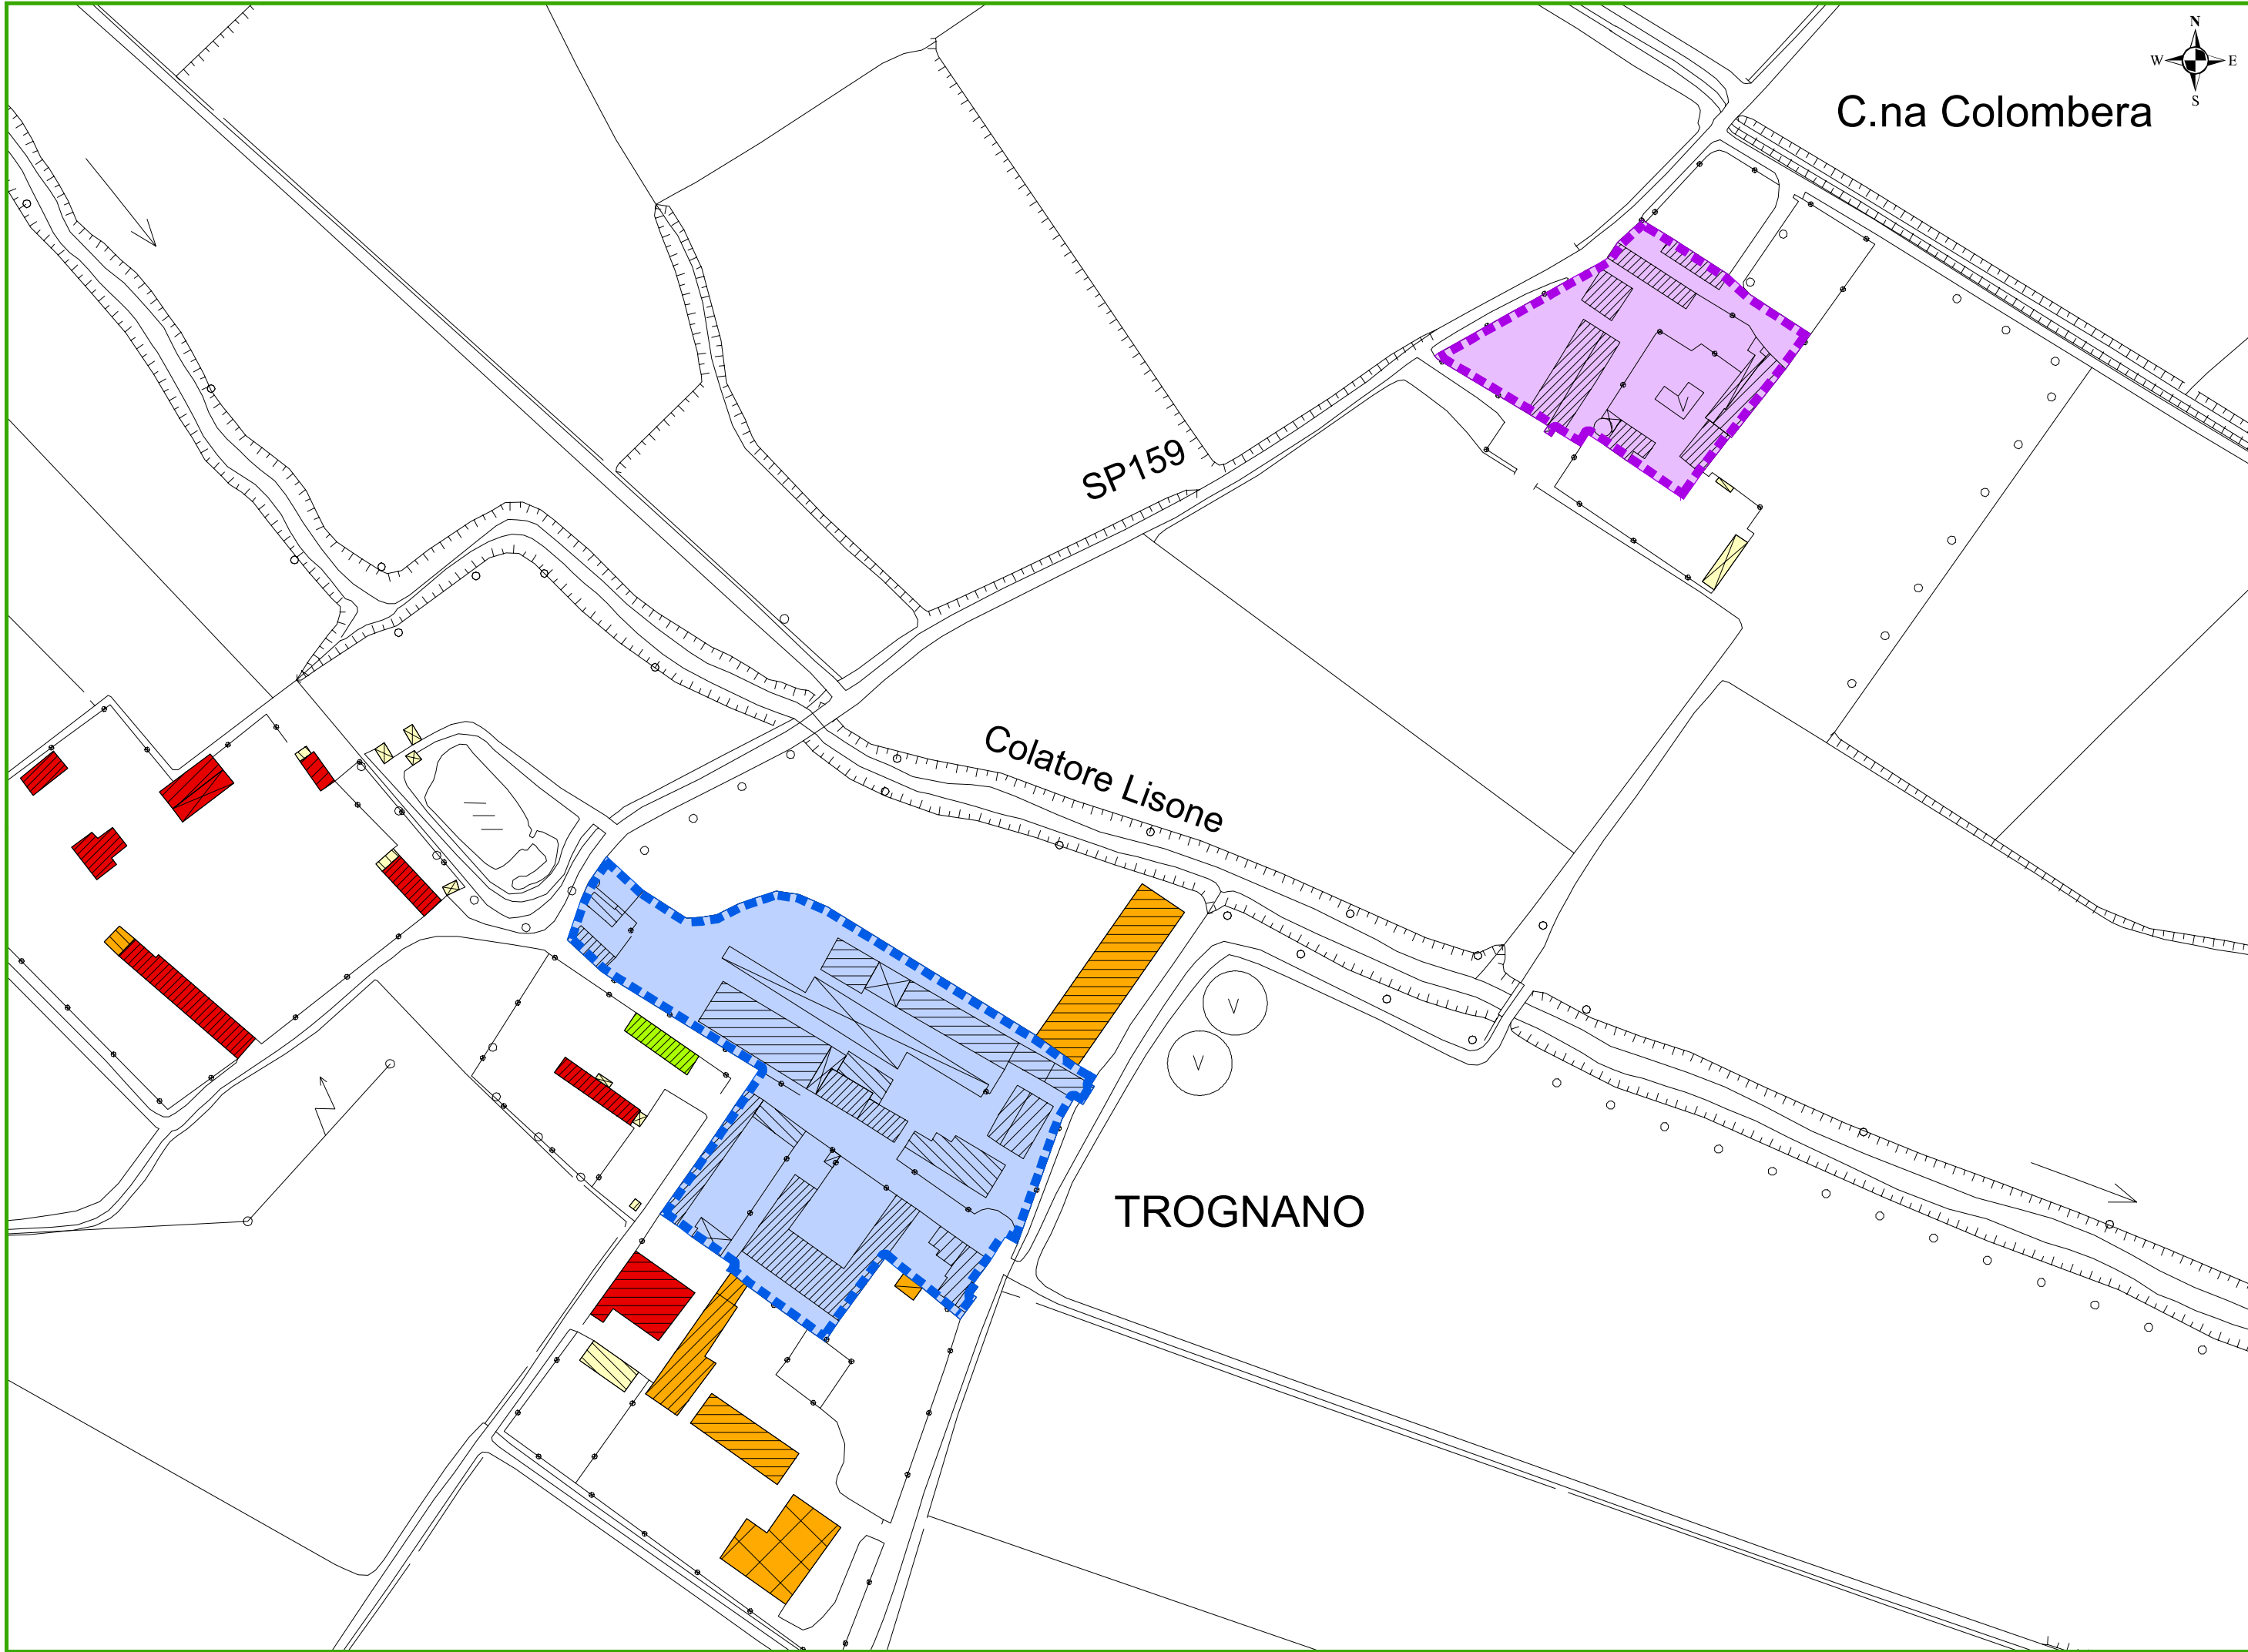 N
W E
S
C.na Colombera
SP159
Colatore Lisone
V
V
V
TROGNANO